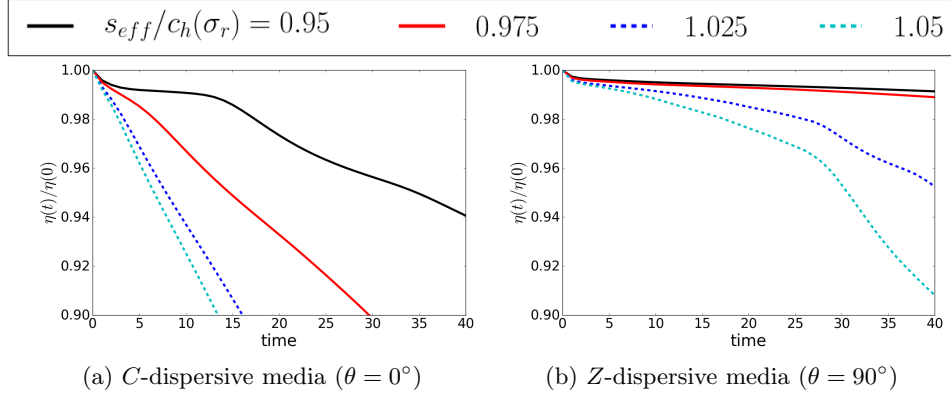 s_eff/c_h(σ_r) = 0.95 0.975 1.025 1.05
1.00
0.98
0.96
0.94
0.92
0.90
η(t)/η(0)
0 5 10 15 20 25 30 35 40
time
(a) C-dispersive media (θ = 0°)
1.00
0.98
0.96
0.94
0.92
0.90
η(t)/η(0)
0 5 10 15 20 25 30 35 40
time
(b) Z-dispersive media (θ = 90°)